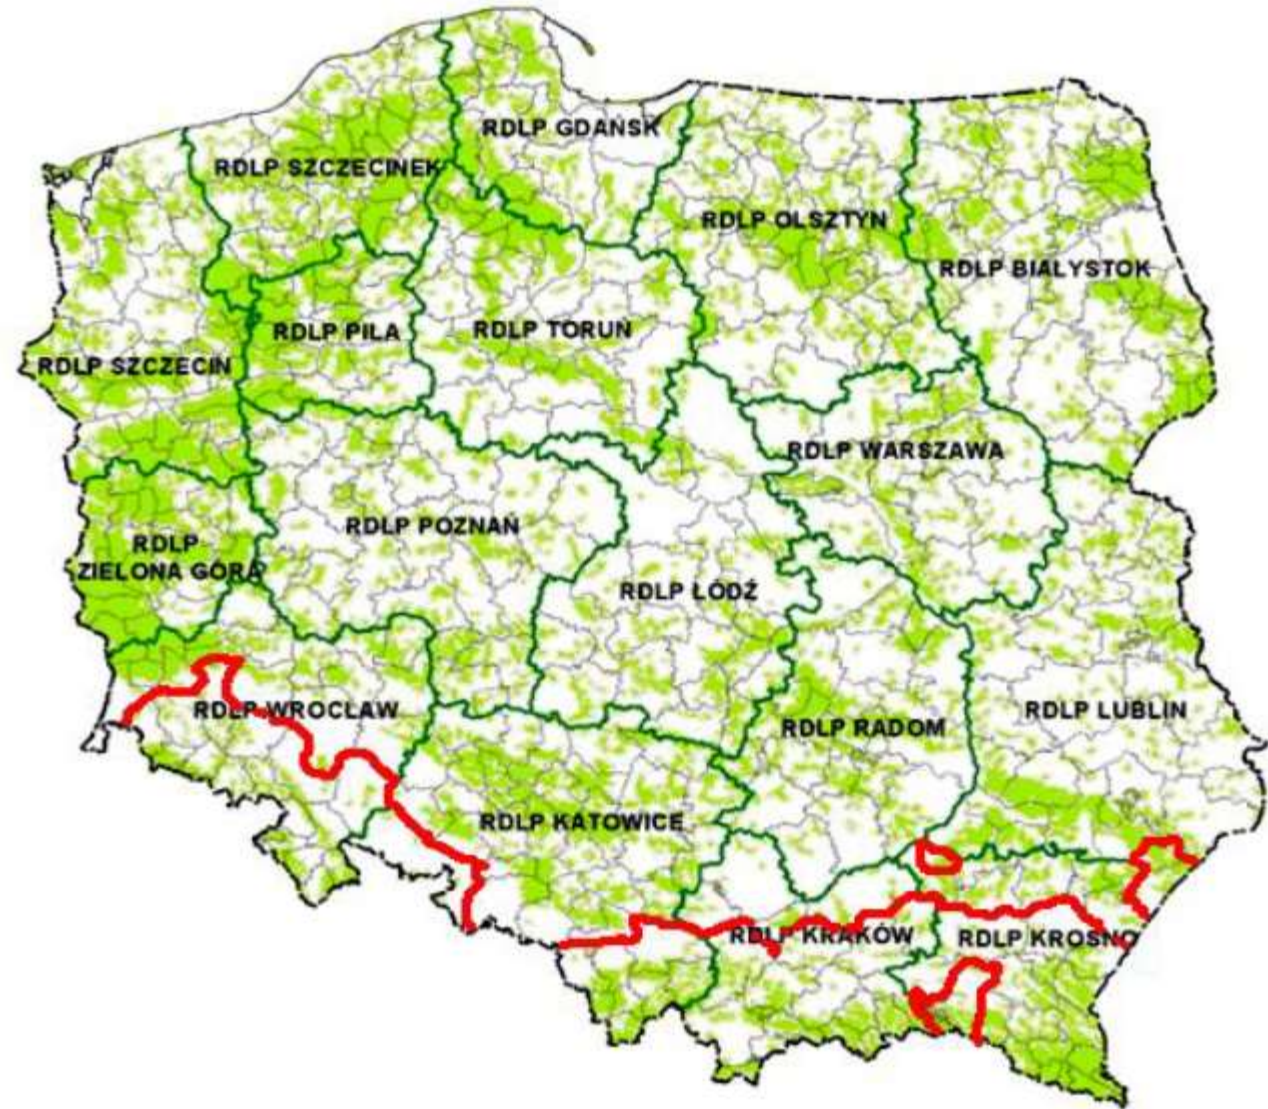 RDLP GDAŃSK
RDLP SZCZECINEK
RDLP OLSZTYN
RDLP BIAŁYSTOK
RDLP PIŁA
RDLP TORUŃ
RDLP SZCZECIN
RDLP WARSZAWA
RDLP POZNAŃ
RDLP
ZIELONA GÓRA
RDLP ŁÓDŹ
RDLP WROCŁAW
RDLP LUBLIN
RDLP RADOM
RDLP KATOWICE
RDLP KRAKÓW
RDLP KROSNO